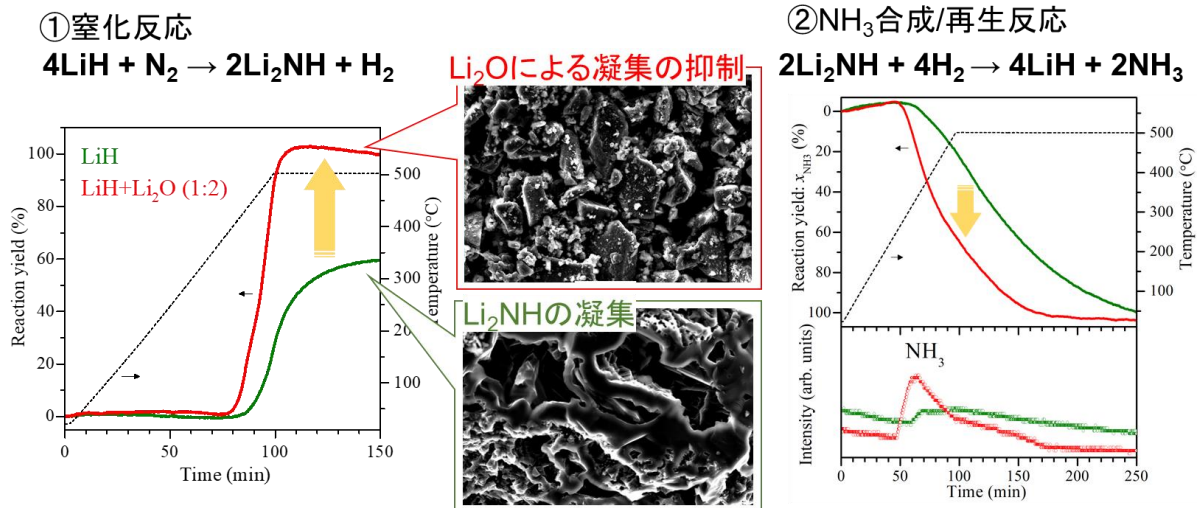 ①窒化反応
4LiH + N₂ → 2Li₂NH + H₂
LiH
LiH+Li₂O (1:2)
Reaction yield (%)
100
80
60
40
20
0
0
50
100
150
Time (min)
500
400
300
200
100
Temperature (°C)
Li₂Oによる凝集の抑制
Li₂NHの凝集
②NH₃合成/再生反応
2Li₂NH + 4H₂ → 4LiH + 2NH₃
Reaction yield: xNH3 (%)
0
20
40
60
80
100
500
400
300
200
100
Temperature (°C)
Intensity (arb. units)
NH₃
0
50
100
150
200
250
Time (min)